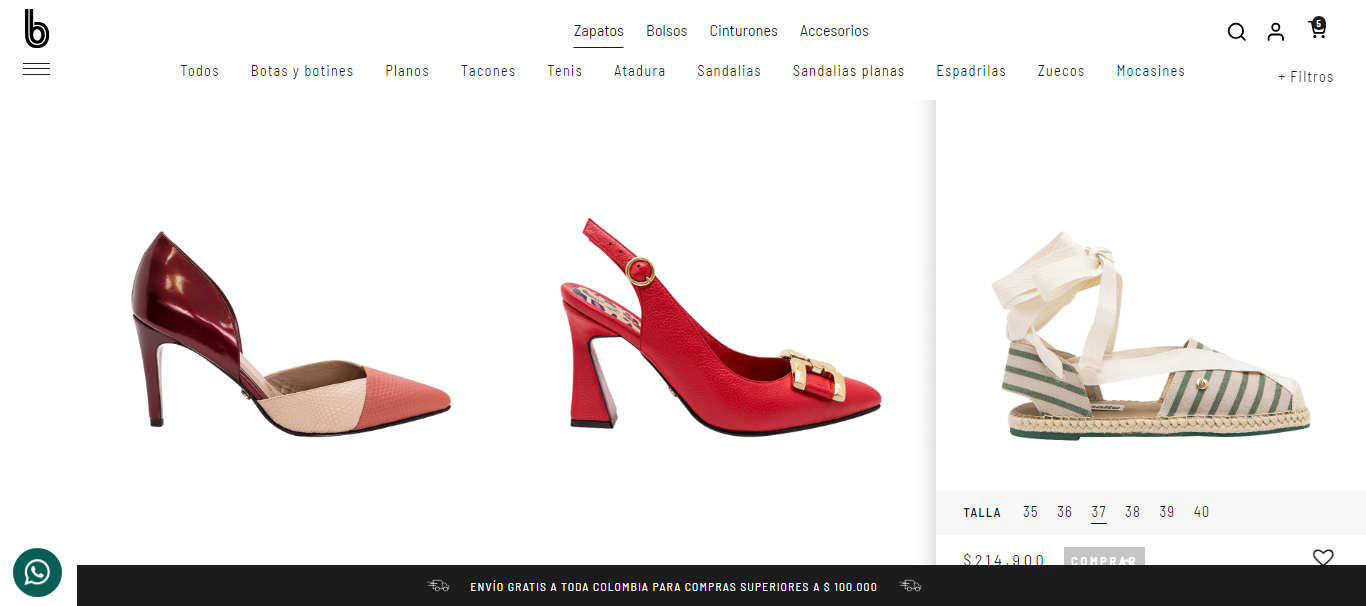 b
Zapatos Bolsos Cinturones Accesorios
5
Todos Botas y botines Planos Tacones Tenis Atadura Sandalias Sandalias planas Espadrilas Zuecos Mocasines
+ Filtros
TALLA 35 36 37 38 39 40
$214.900 COMPRAR
ENVÍO GRATIS A TODA COLOMBIA PARA COMPRAS SUPERIORES A $ 100.000